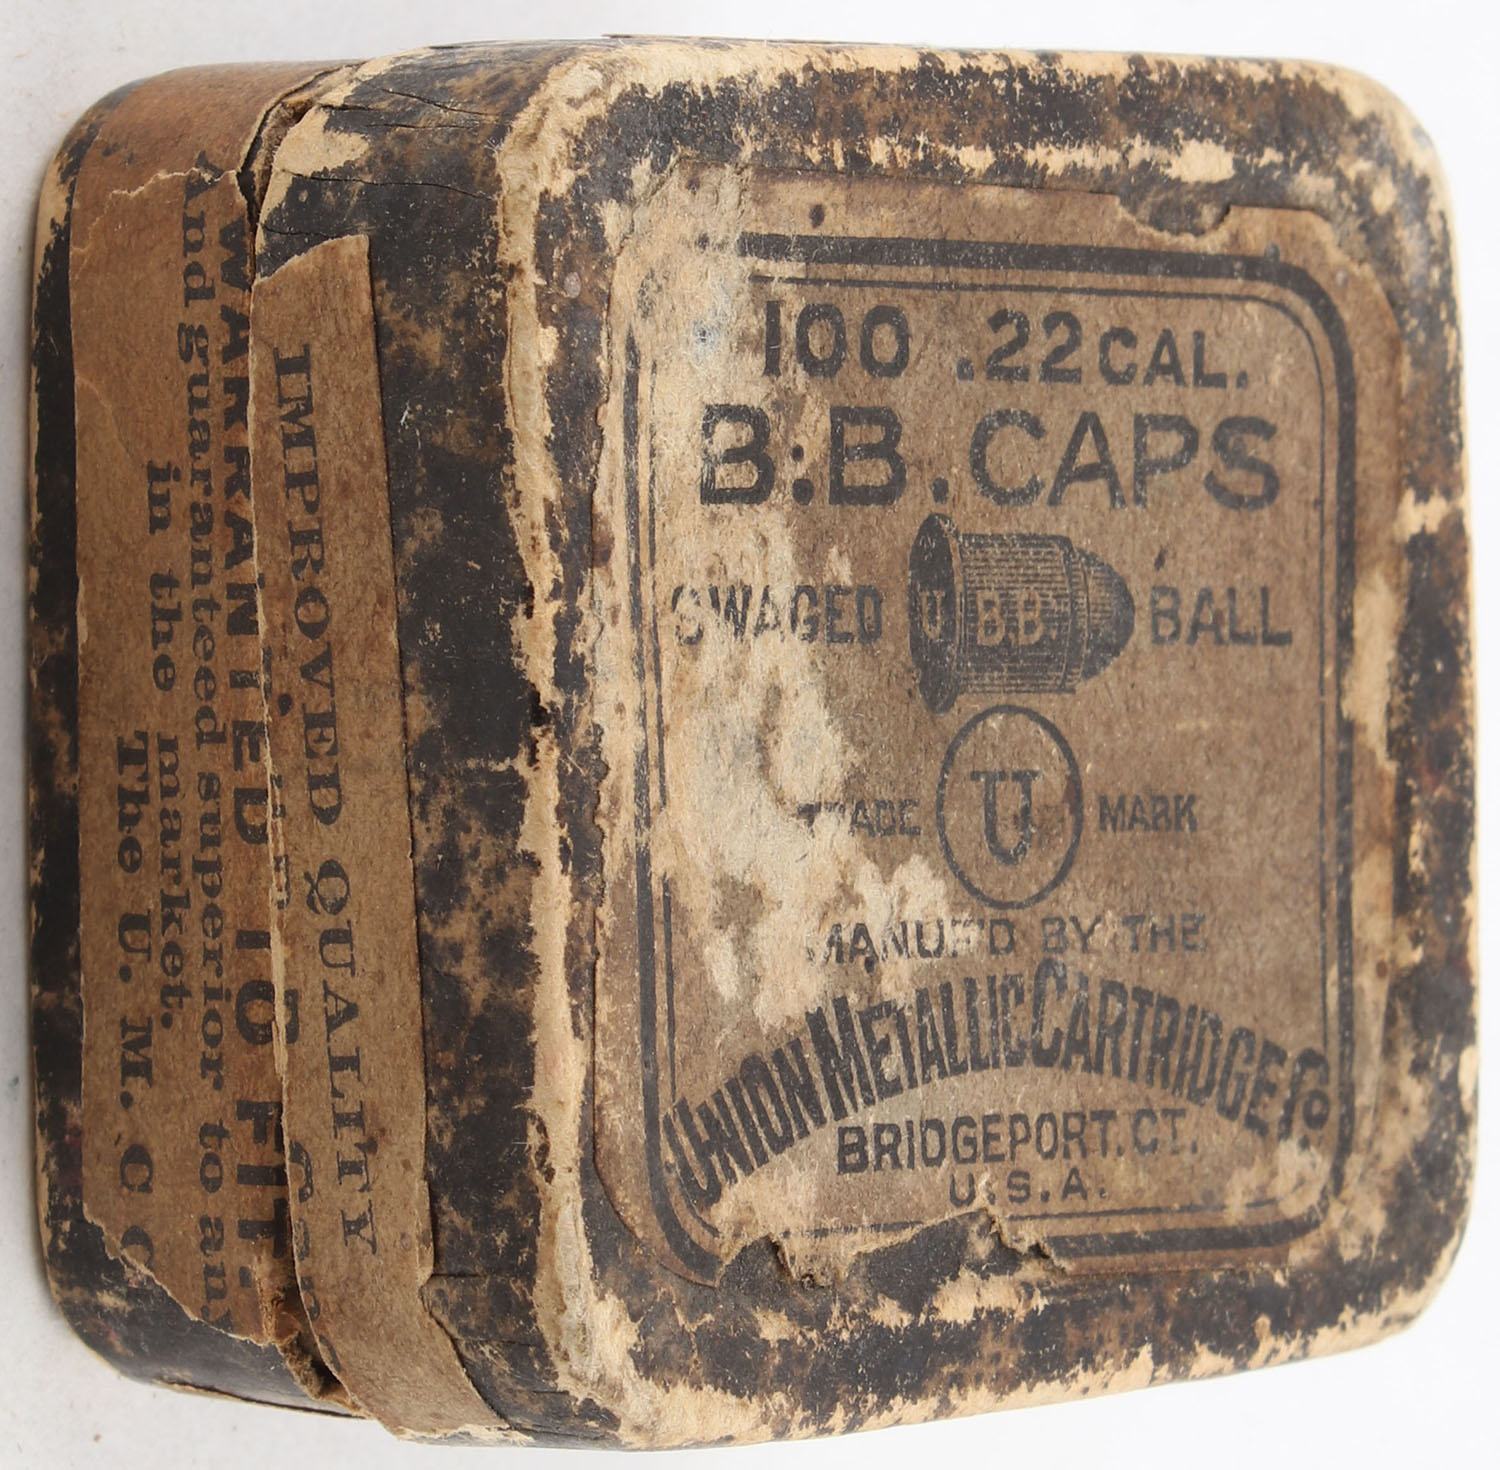 100 .22 CAL.
B.B. CAPS
SWAGED U B.B. BALL
TRADE U MARK
MANUF'D BY THE
UNION METALLIC CARTRIDGE CO.
BRIDGEPORT, CT.
U.S.A.
IMPROVED QUALITY
WARRANTED TO FIT
And guaranteed superior to any
in the market.
The U. M. C. C